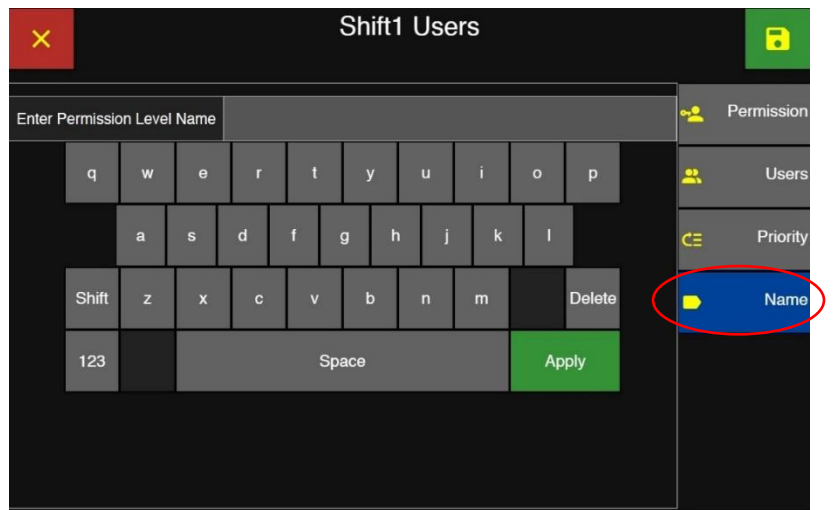 Shift1 Users
Enter Permission Level Name
Permission
q w e r t y u i o p
Users
a s d f g h j k l
Priority
Shift z x c v b n m Delete
Name
123 Space Apply